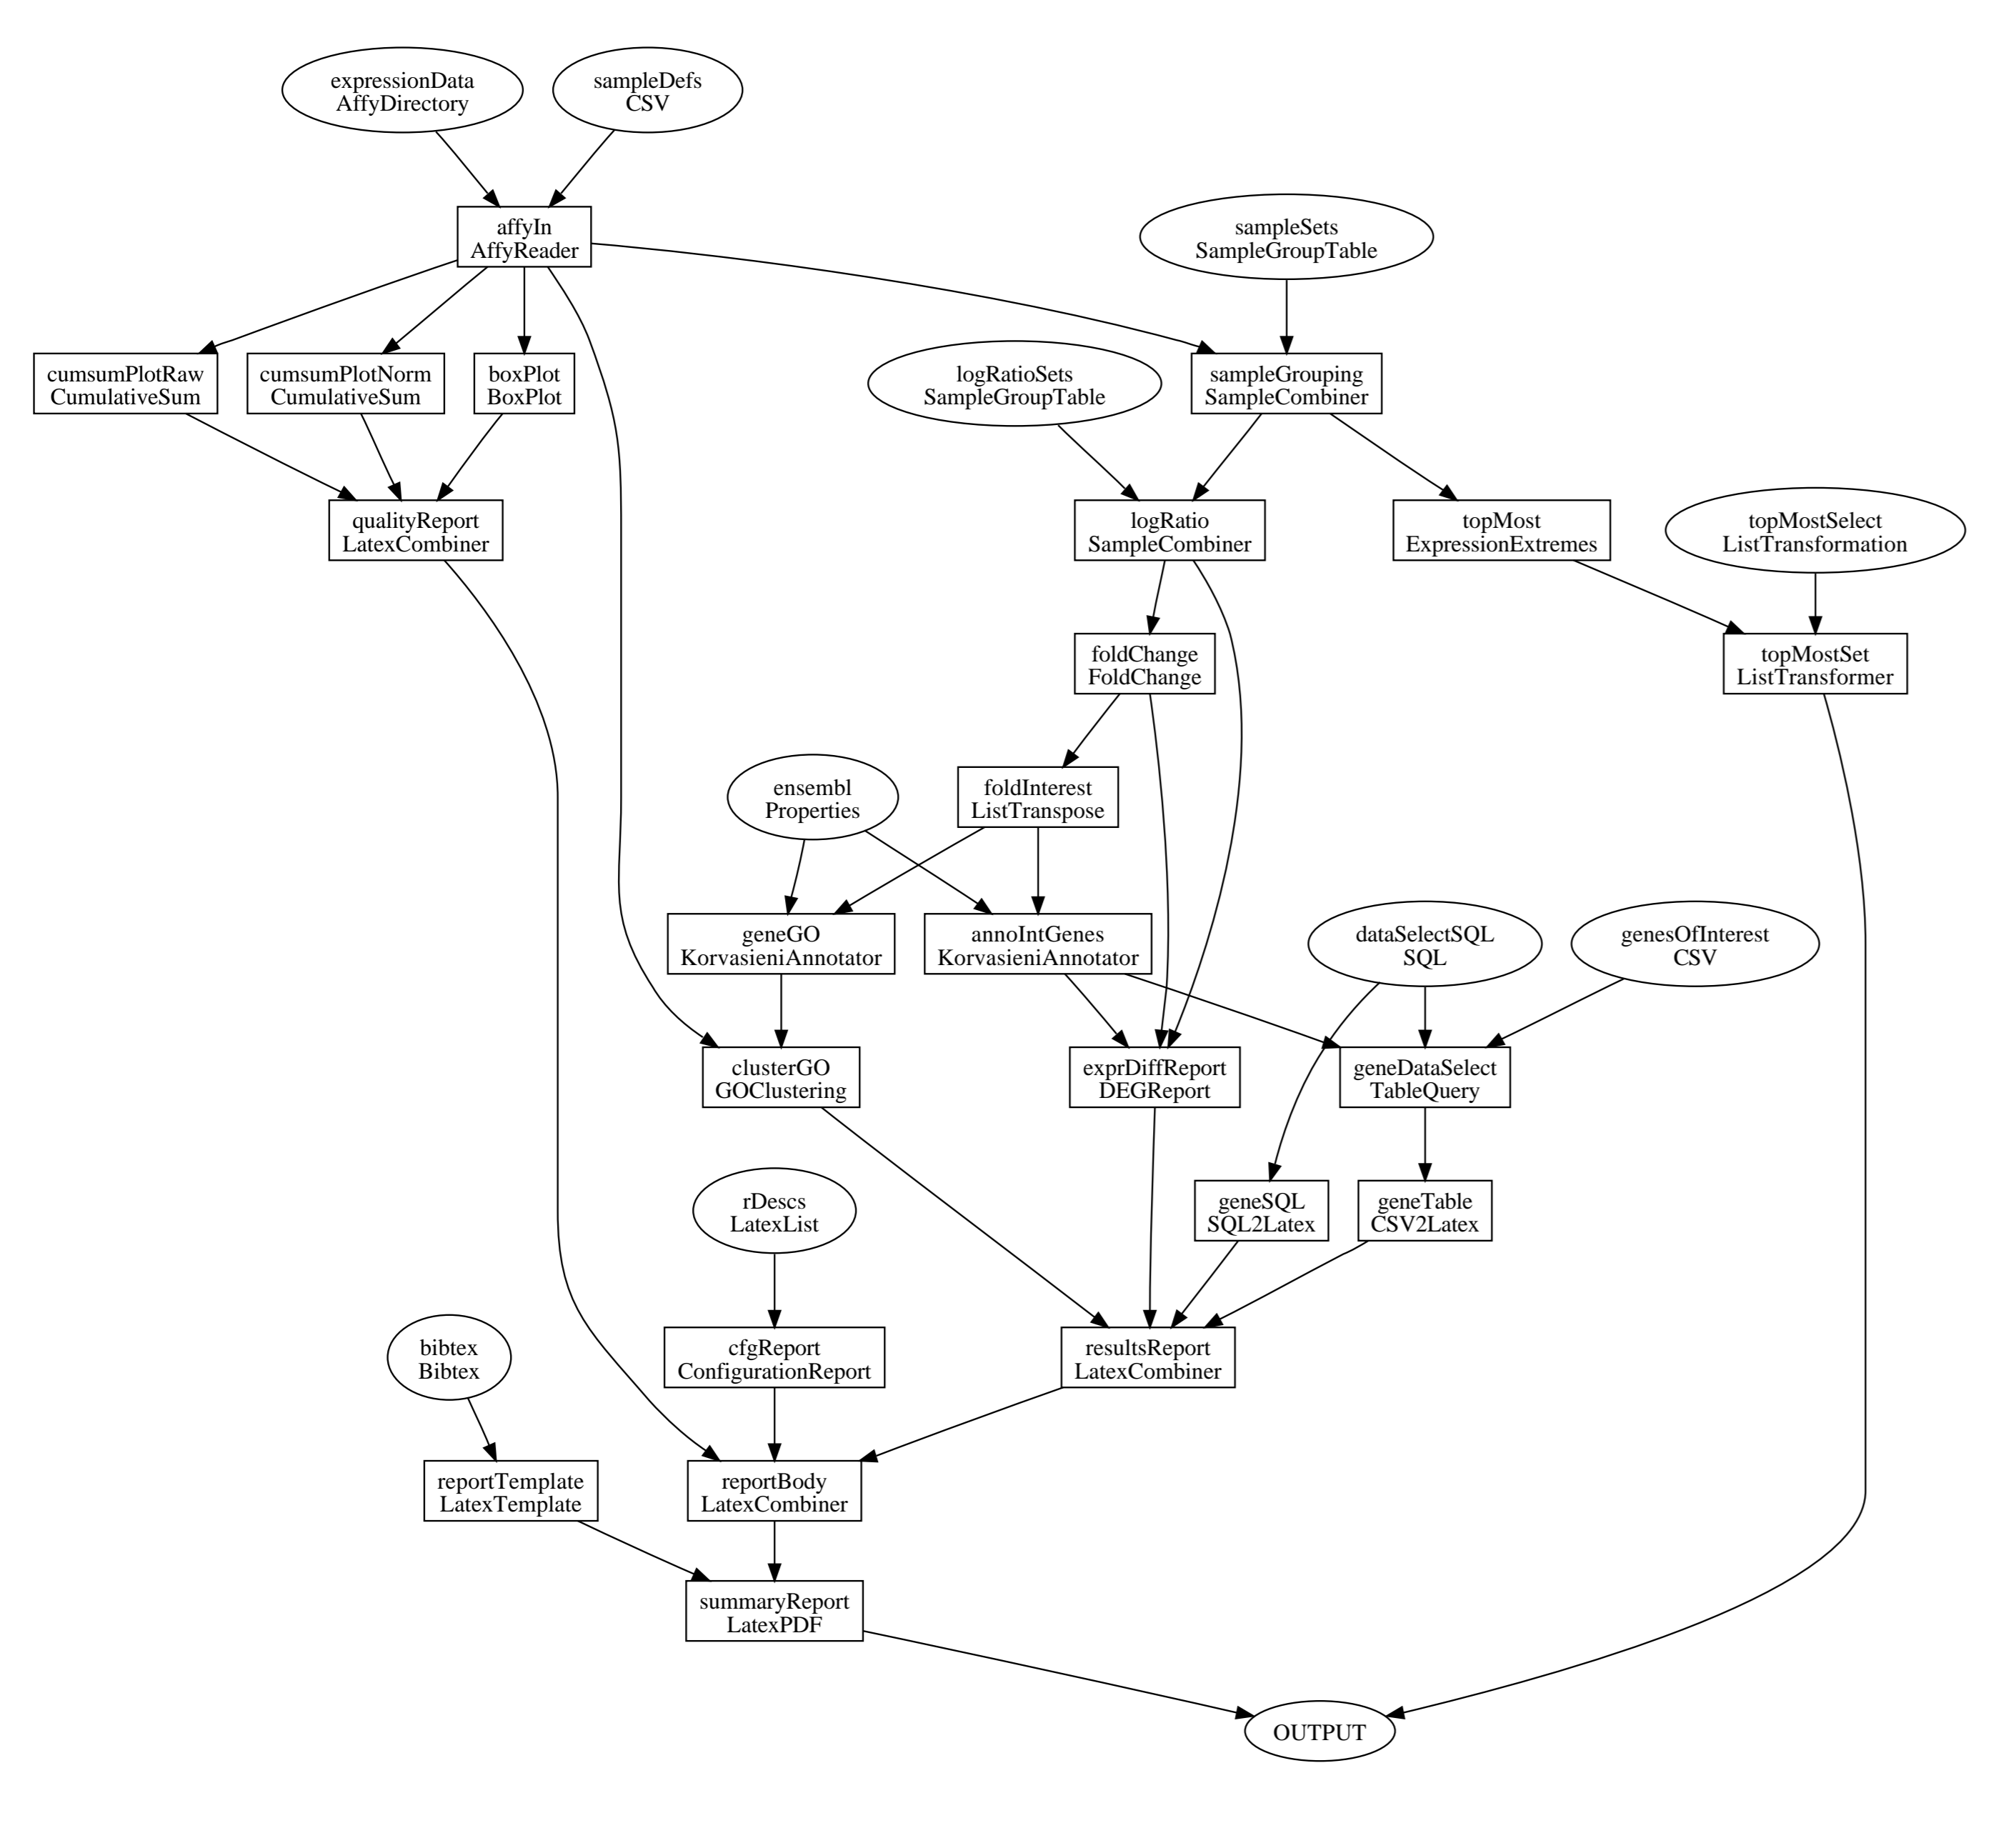 expressionData
AffyDirectory
sampleDefs
CSV
affyIn
AffyReader
sampleSets
SampleGroupTable
cumsumPlotRaw
CumulativeSum
cumsumPlotNorm
CumulativeSum
boxPlot
BoxPlot
logRatioSets
SampleGroupTable
sampleGrouping
SampleCombiner
qualityReport
LatexCombiner
logRatio
SampleCombiner
topMost
ExpressionExtremes
topMostSelect
ListTransformation
foldChange
FoldChange
topMostSet
ListTransformer
ensembl
Properties
foldInterest
ListTranspose
geneGO
KorvasieniAnnotator
annoIntGenes
KorvasieniAnnotator
dataSelectSQL
SQL
genesOfInterest
CSV
clusterGO
GOClustering
exprDiffReport
DEGReport
geneDataSelect
TableQuery
rDescs
LatexList
geneSQL
SQL2Latex
geneTable
CSV2Latex
bibtex
Bibtex
cfgReport
ConfigurationReport
resultsReport
LatexCombiner
reportTemplate
LatexTemplate
reportBody
LatexCombiner
summaryReport
LatexPDF
OUTPUT